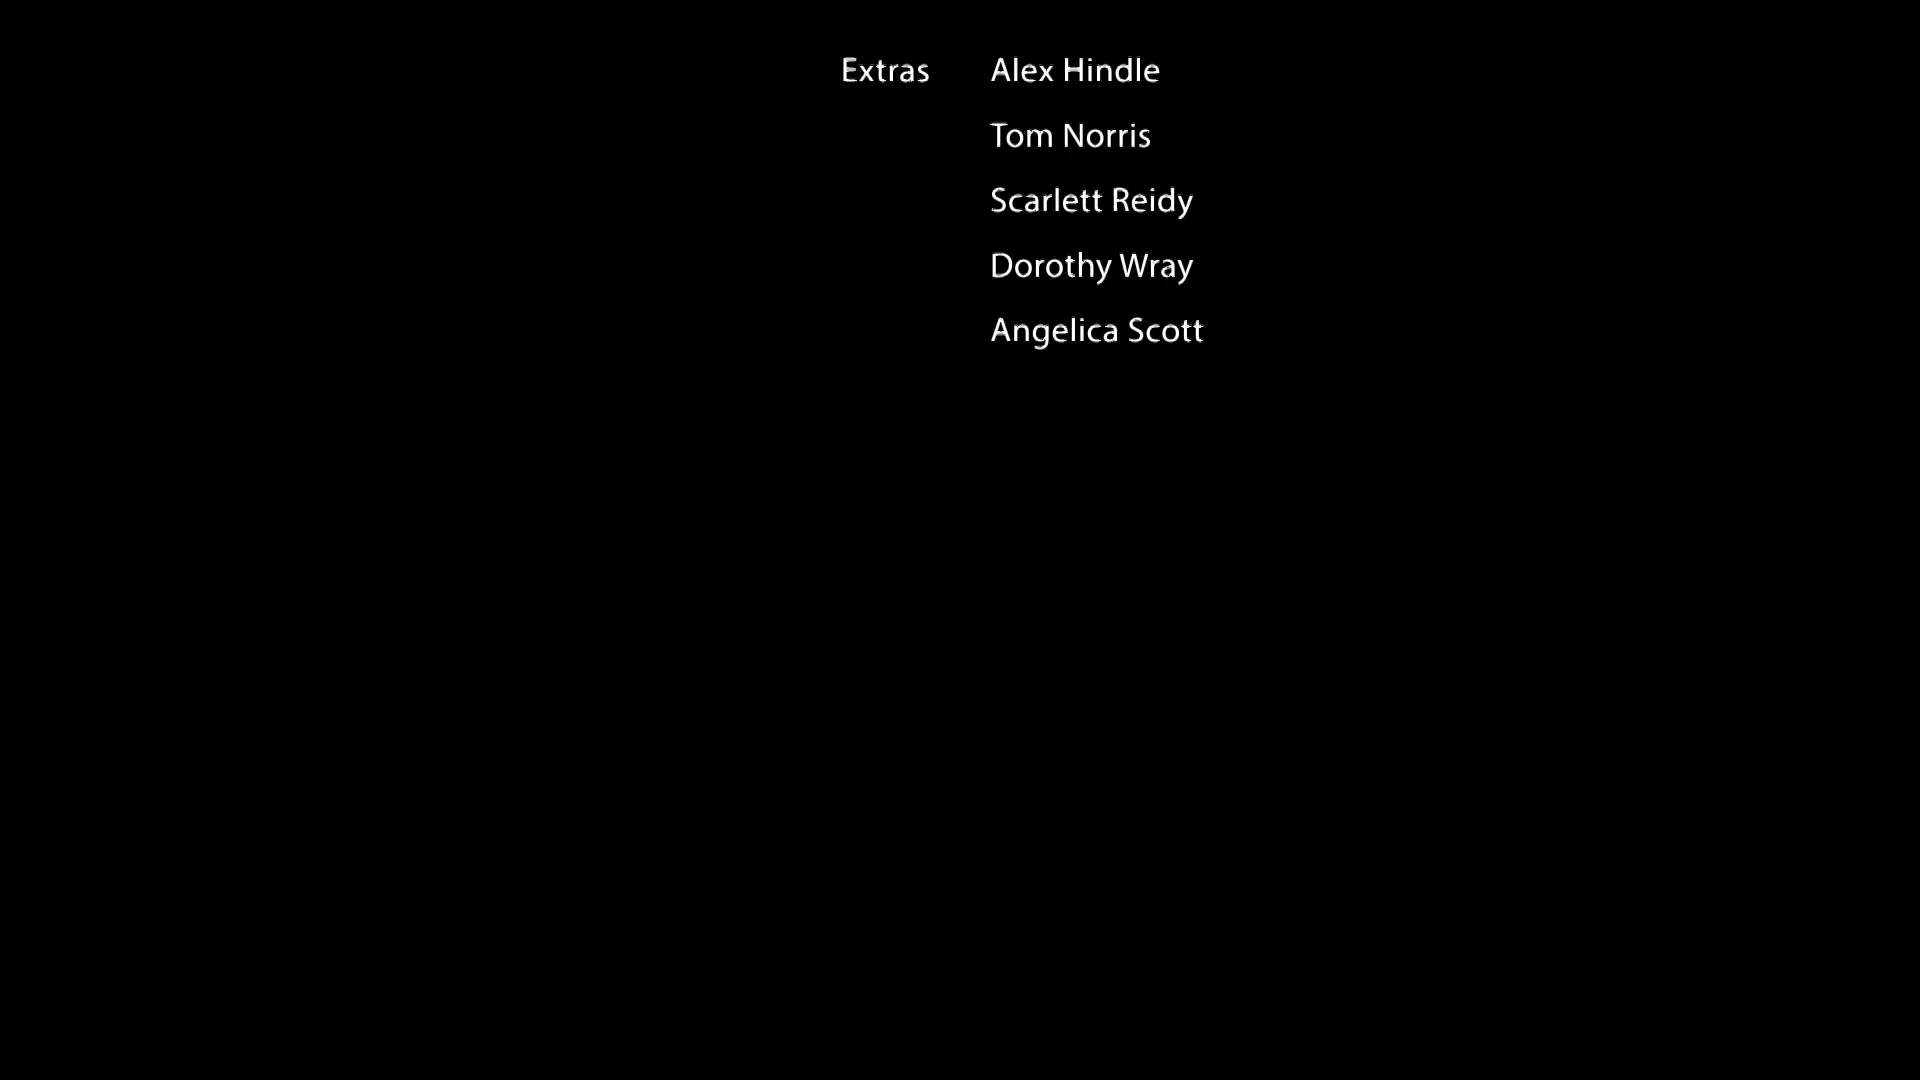 Extras Alex Hindle
Tom Norris
Scarlett Reidy
Dorothy Wray
Angelica Scott